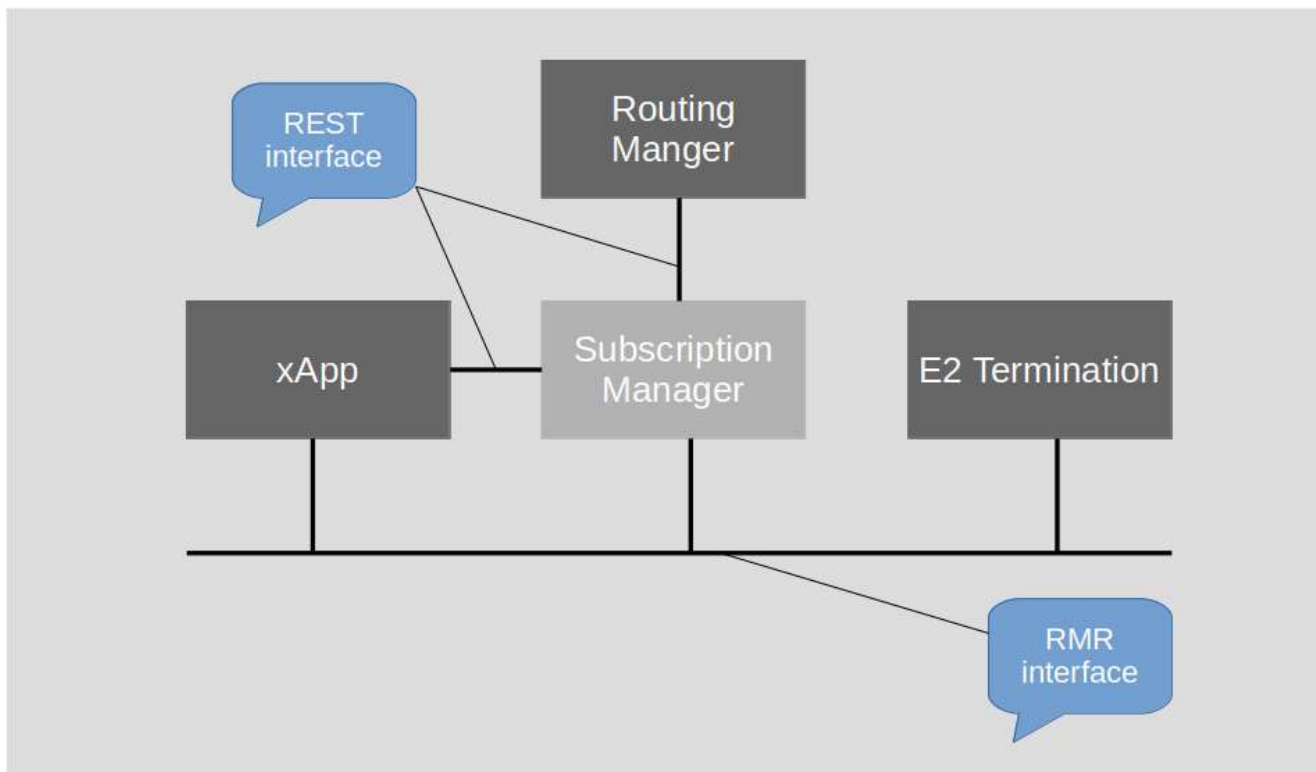 REST
interface
Routing
Manger
xApp
Subscription
Manager
E2 Termination
RMR
interface